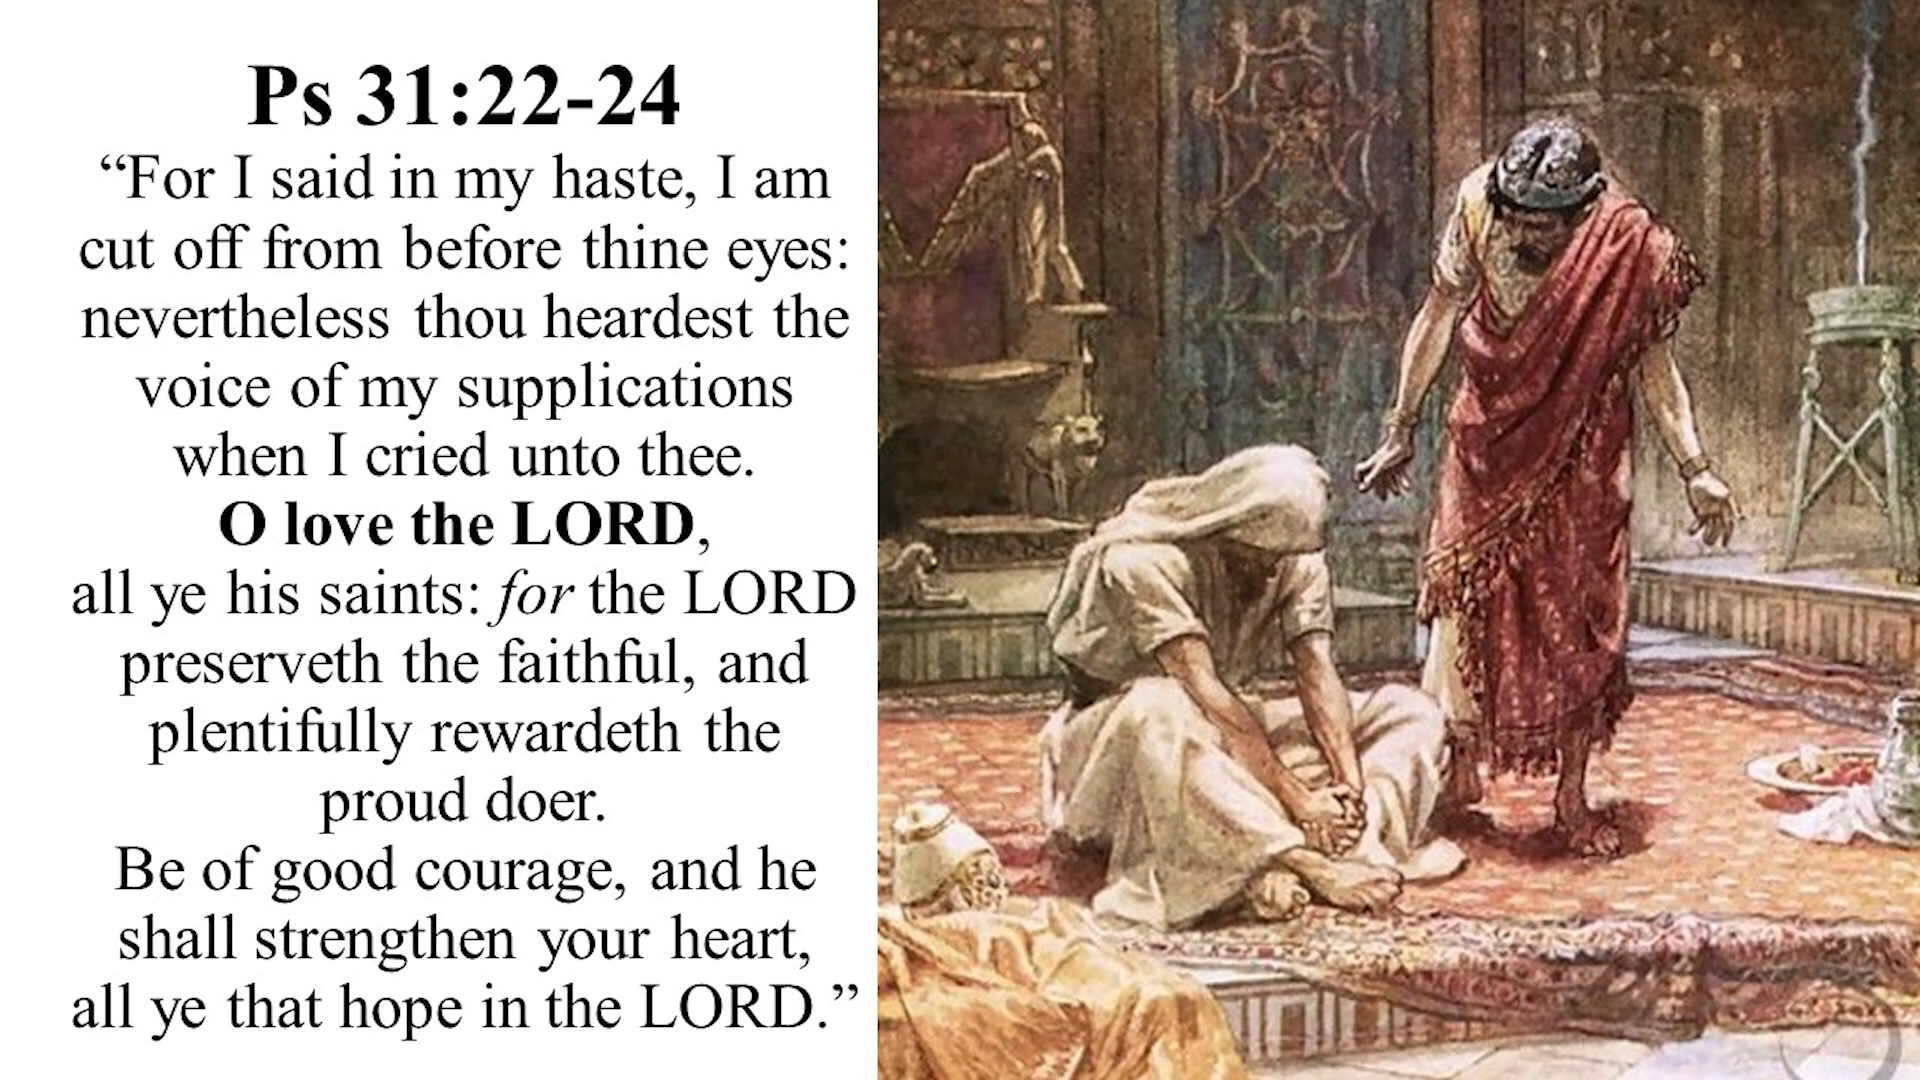 Ps 31:22-24
“For I said in my haste, I am
cut off from before thine eyes:
nevertheless thou heardest the
voice of my supplications
when I cried unto thee.
O love the LORD,
all ye his saints: for the LORD
preserveth the faithful, and
plentifully rewardeth the
proud doer.
Be of good courage, and he
shall strengthen your heart,
all ye that hope in the LORD.”